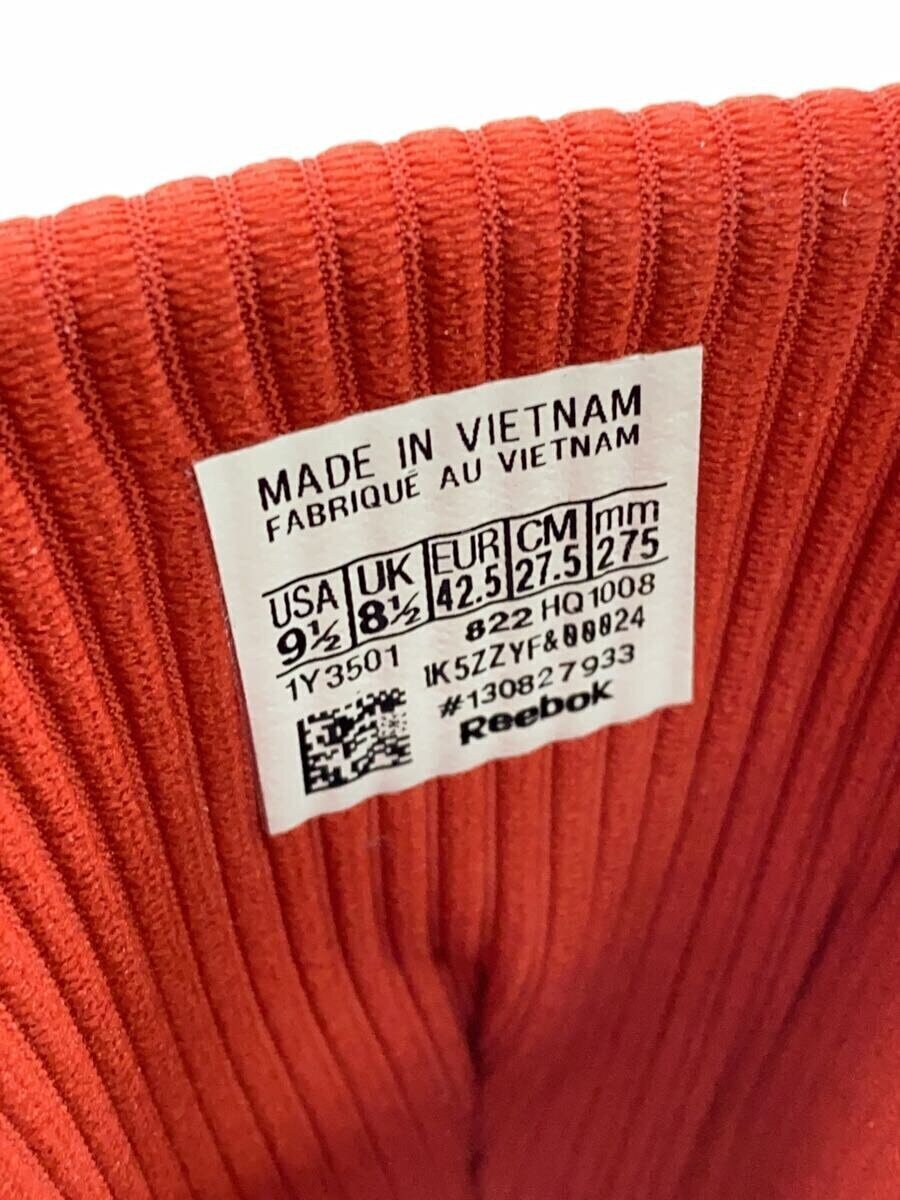 MADE IN VIETNAM
FABRIQUÉ AU VIETNAM
USA UK EUR CM mm
9½ 8½ 42.5 27.5 275
1Y3501 822 HQ1008
1K5ZZYF&00024
#130827933
Reebok